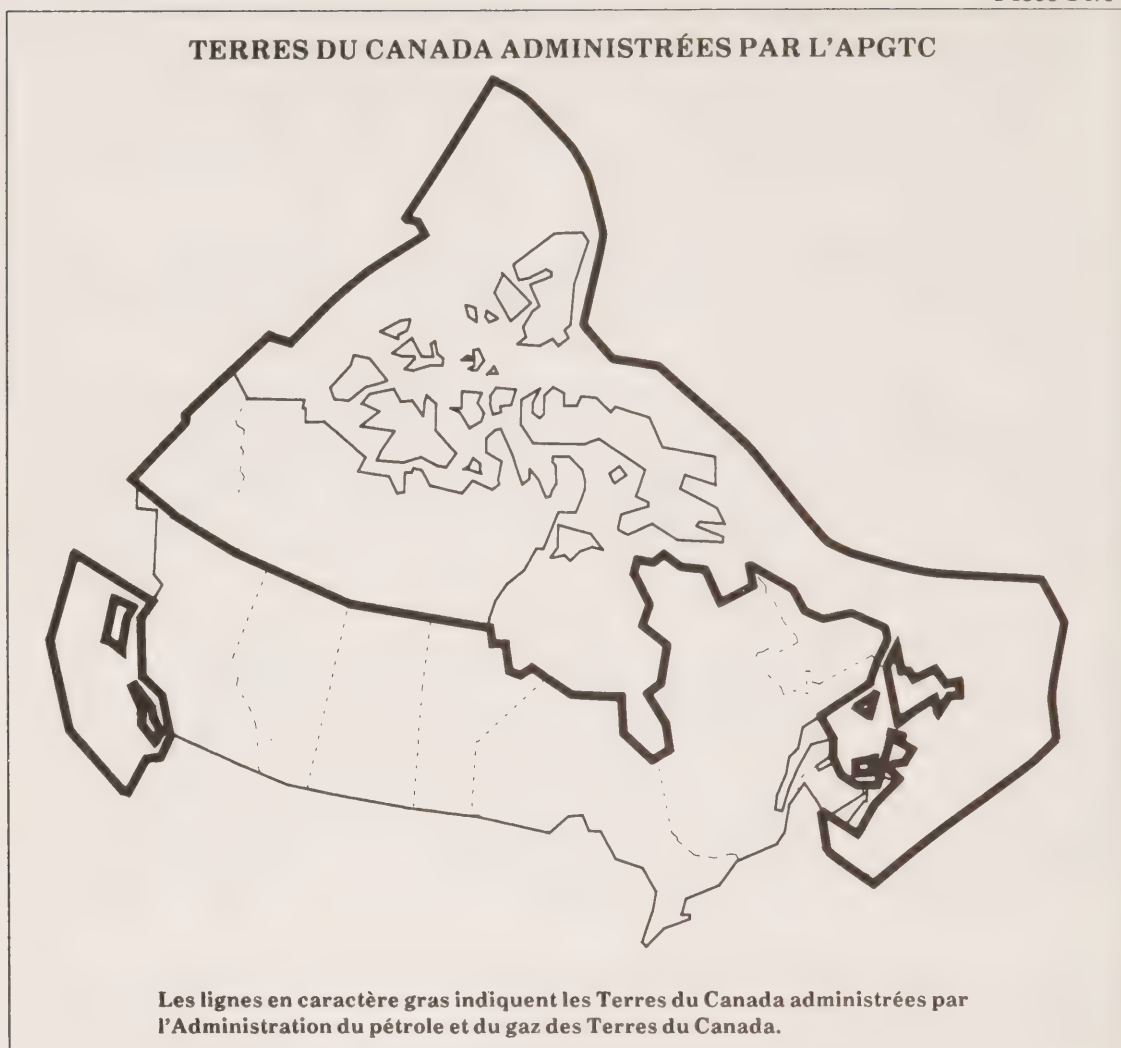 TERRES DU CANADA ADMINISTRÉES PAR L'APGTC
Les lignes en caractère gras indiquent les Terres du Canada administrées par
l'Administration du pétrole et du gaz des Terres du Canada.